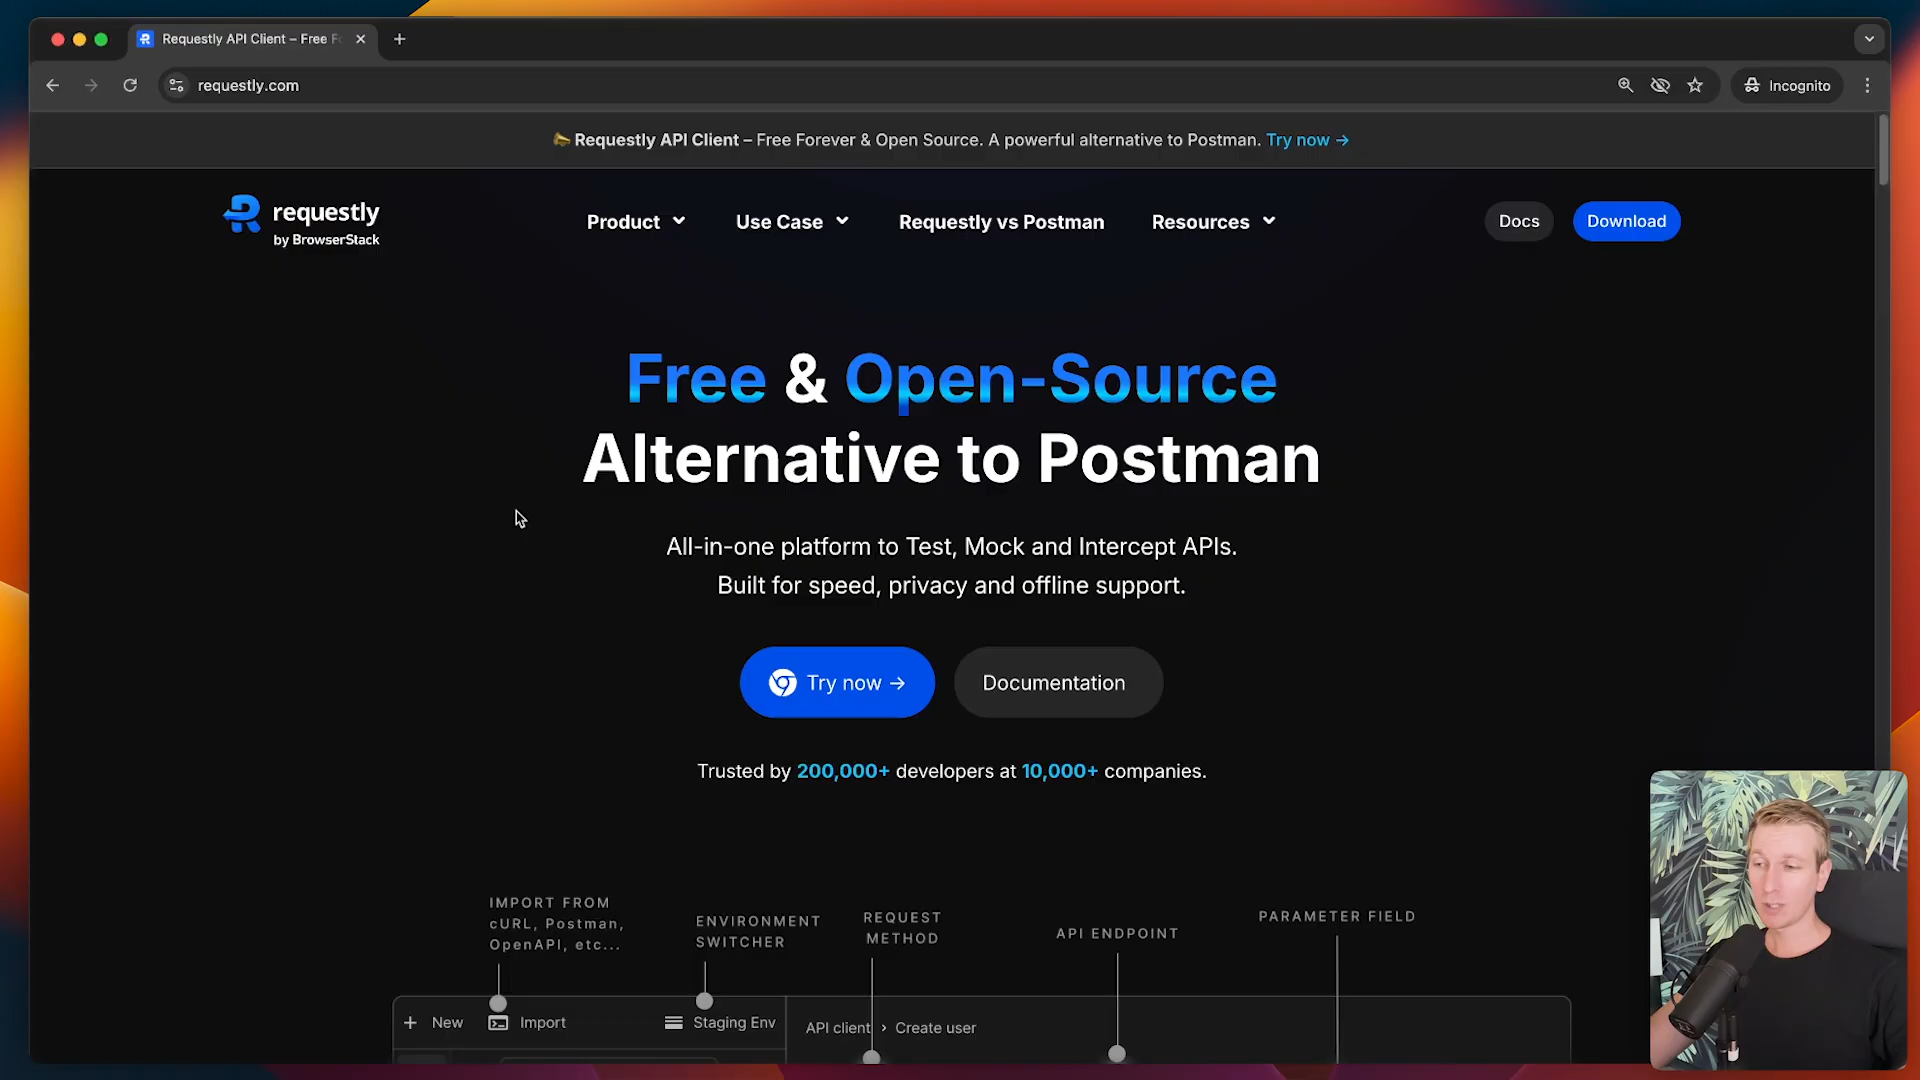 Requestly API Client – Free F
requestly.com
Incognito
Requestly API Client – Free Forever & Open Source. A powerful alternative to Postman. Try now →
requestly
by BrowserStack
Product
Use Case
Requestly vs Postman
Resources
Docs
Download
Free & Open-Source
Alternative to Postman
All-in-one platform to Test, Mock and Intercept APIs.
Built for speed, privacy and offline support.
Try now →
Documentation
Trusted by 200,000+ developers at 10,000+ companies.
IMPORT FROM
cURL, Postman,
OpenAPI, etc...
ENVIRONMENT
SWITCHER
REQUEST
METHOD
API ENDPOINT
PARAMETER FIELD
+ New
Import
Staging Env
API client › Create user